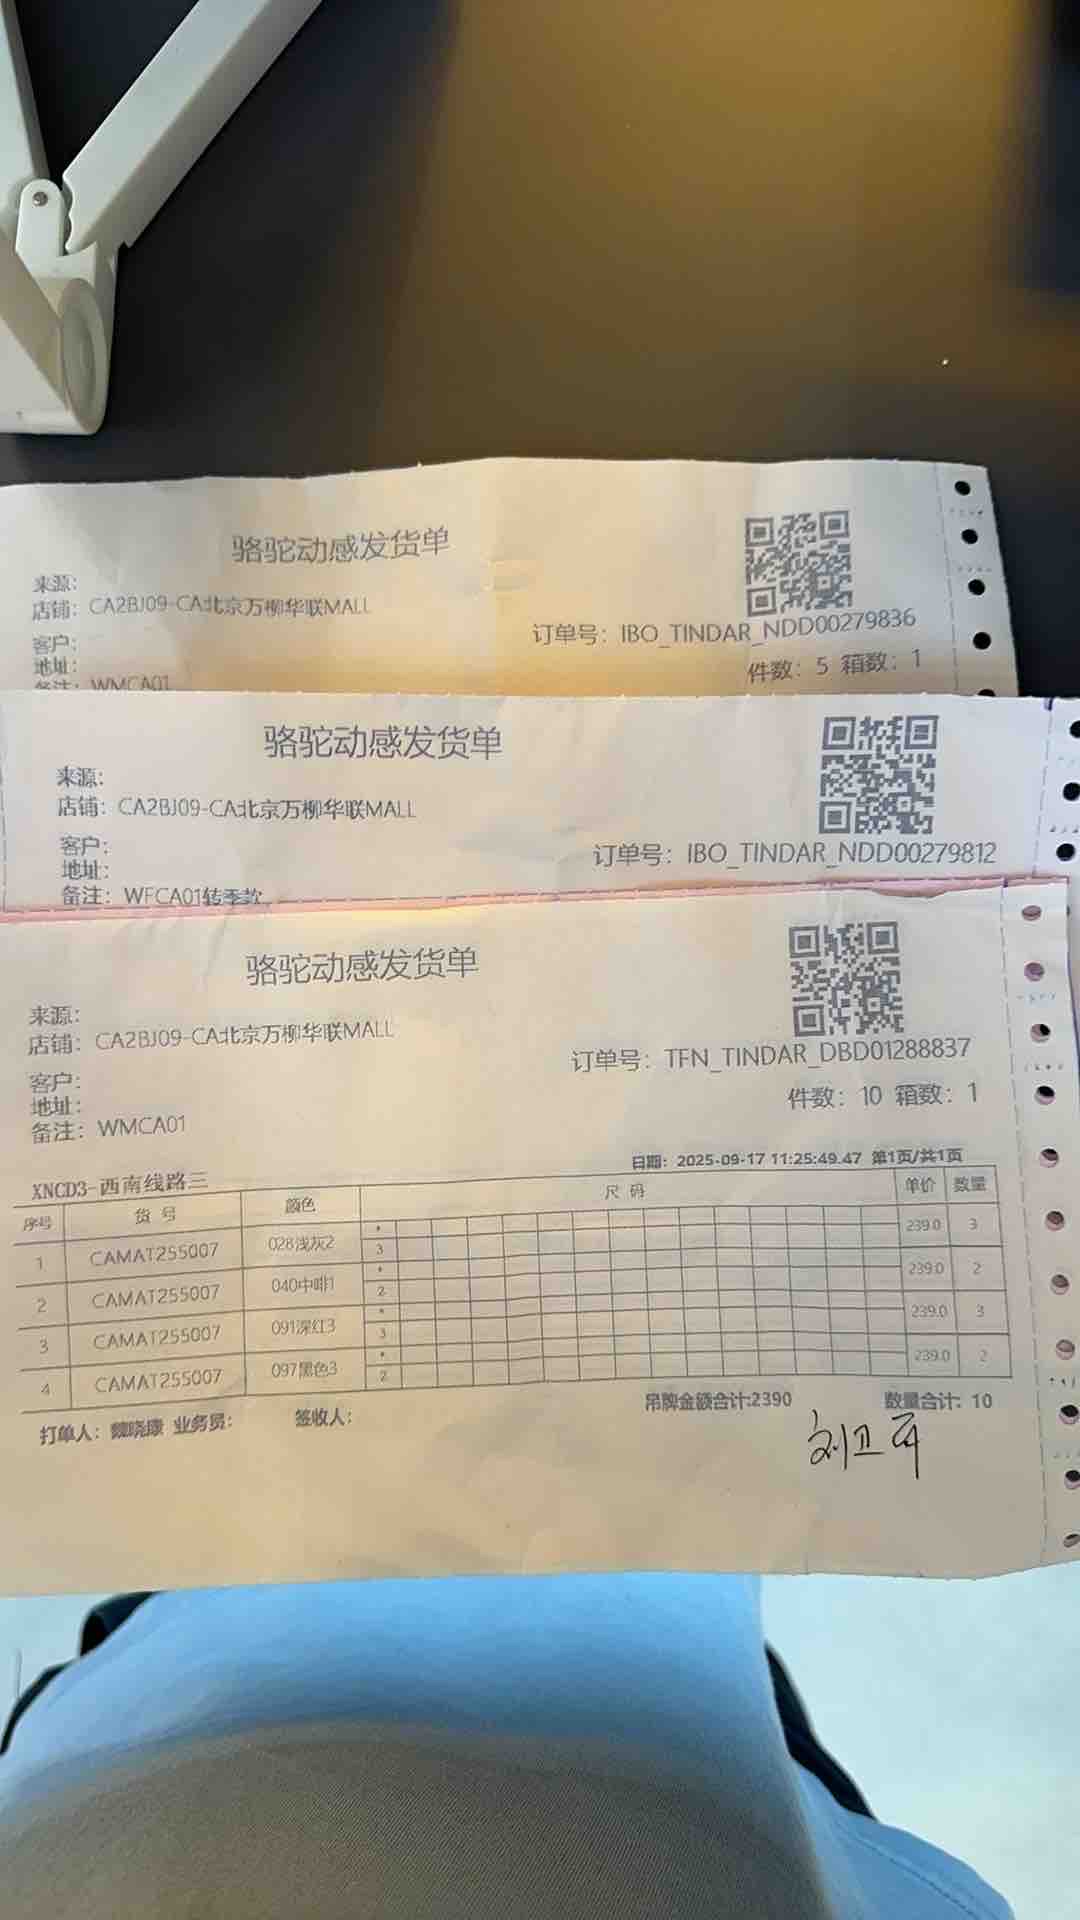 骆驼动感发货单
来源:
店铺: CA2BJ09-CA北京万柳华联MALL
订单号: IBO_TINDAR_NDD00279836
客户:
地址:
件数: 5 箱数: 1
备注: WMCA01
骆驼动感发货单
来源:
店铺: CA2BJ09-CA北京万柳华联MALL
客户:
订单号: IBO_TINDAR_NDD00279812
地址:
备注: WFCA01转季款
骆驼动感发货单
来源:
店铺: CA2BJ09-CA北京万柳华联MALL
订单号: TFN_TINDAR_DBD01288837
客户:
地址:
件数: 10 箱数: 1
备注: WMCA01
日期: 2025-09-17 11:25:49.47 第1页/共1页
XNCD3-西南线路三
序号 货号 颜色 尺码 单价 数量
1 CAMAT255007 028浅灰2 * 3 239.0 3
2 CAMAT255007 040中啡1 * 2 239.0 2
3 CAMAT255007 091深红3 * 3 239.0 3
4 CAMAT255007 097黑色3 * 2 239.0 2
吊牌金额合计:2390 数量合计: 10
打单人: 魏晓康 业务员: 签收人:
刘卫